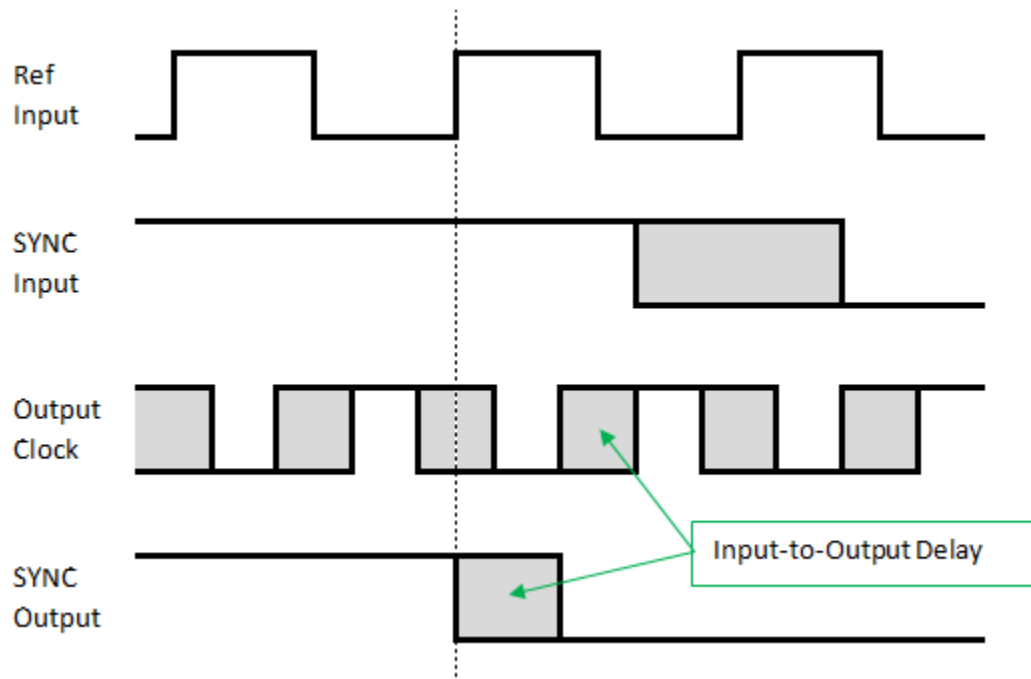 Ref
Input
SYNC
Input
Output
Clock
Input-to-Output Delay
SYNC
Output